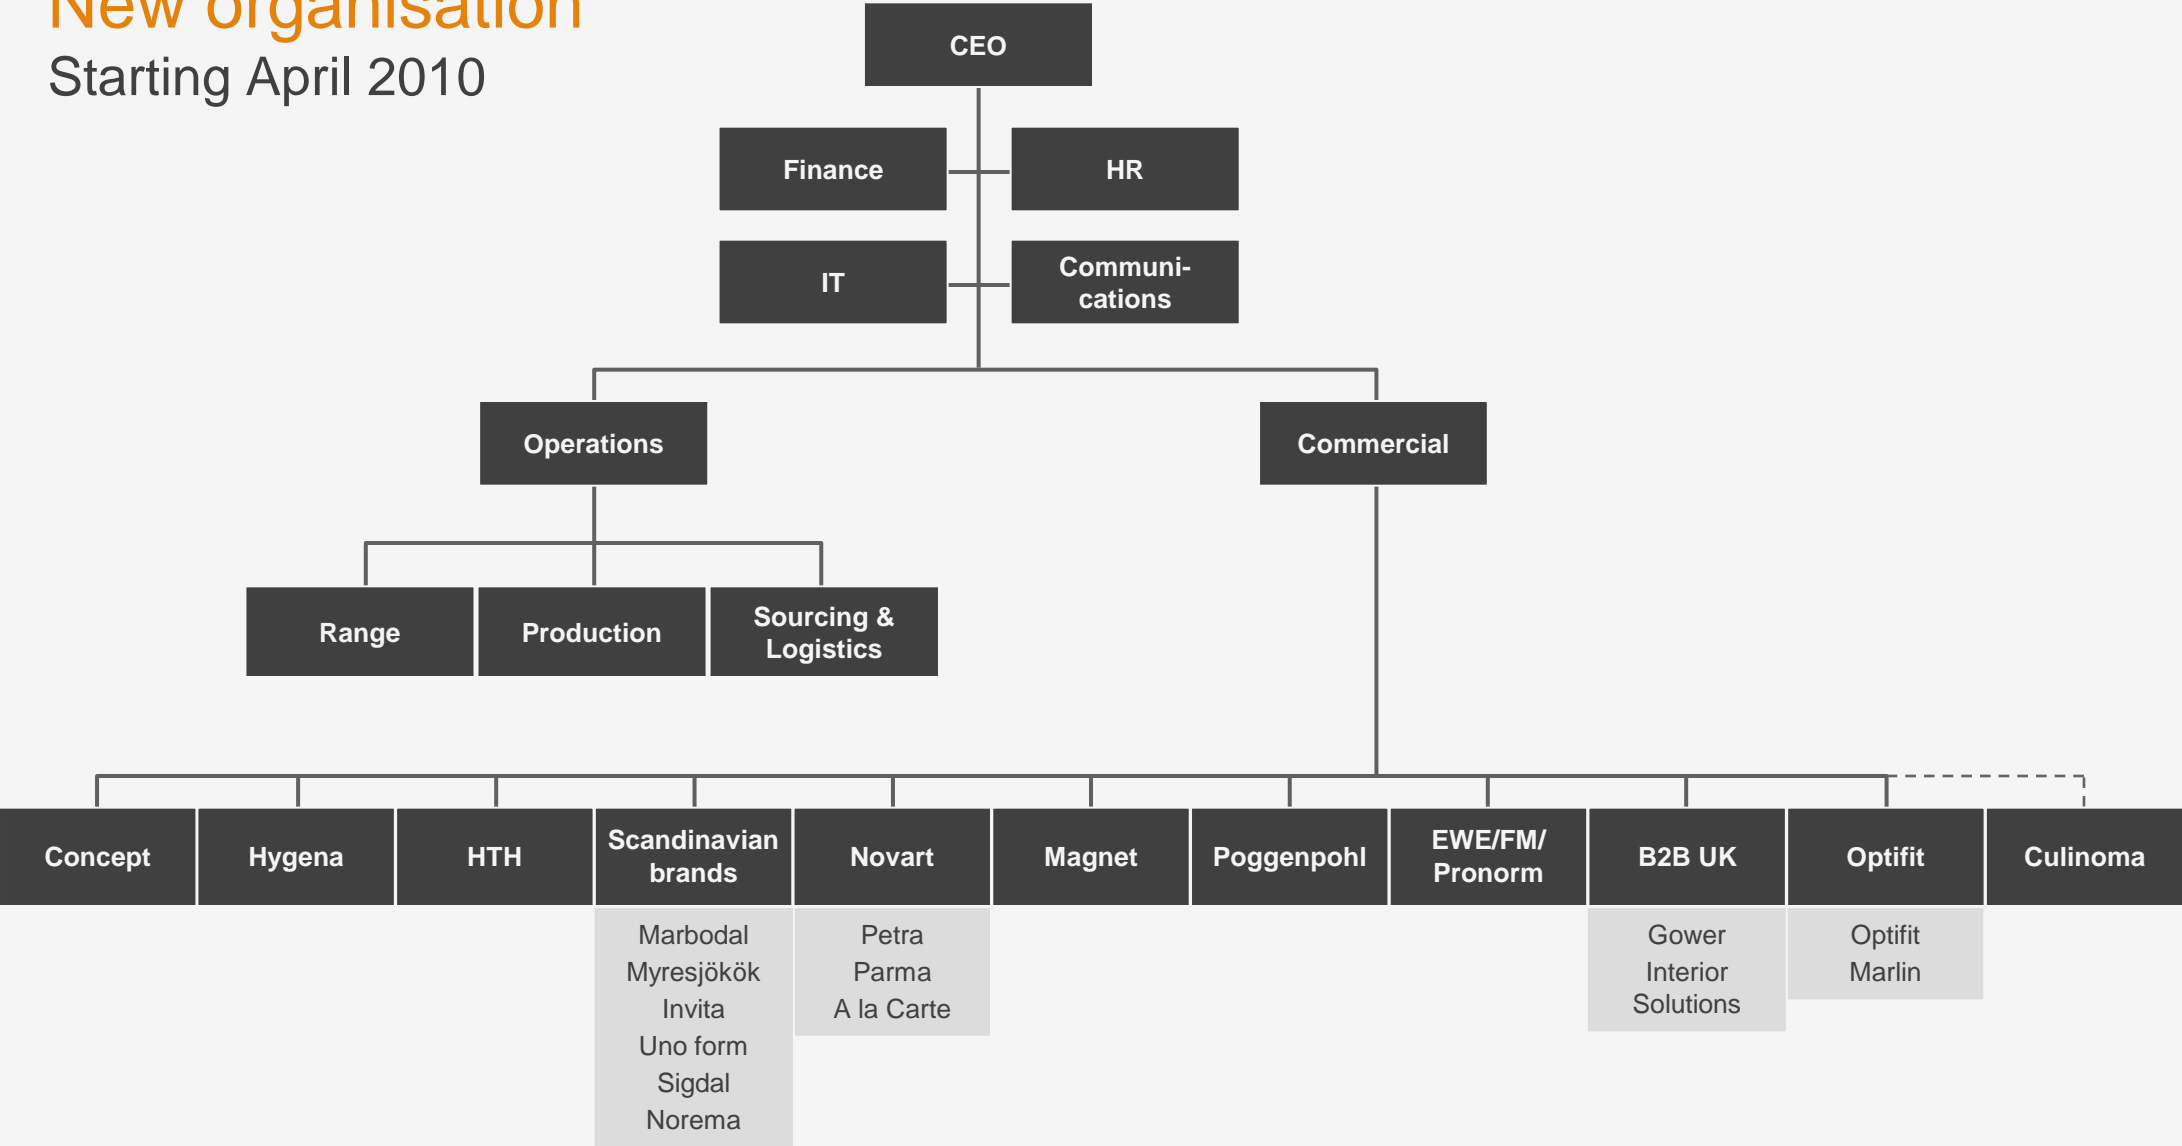 New organisation
Starting April 2010
CEO
Finance
HR
IT
Communi-
cations
Operations
Commercial
Range
Production
Sourcing &
Logistics
Concept
Hygena
HTH
Scandinavian
brands
Novart
Magnet
Poggenpohl
EWE/FM/
Pronorm
B2B UK
Optifit
Culinoma
Marbodal
Myresjökök
Invita
Uno form
Sigdal
Norema
Petra
Parma
A la Carte
Gower
Interior
Solutions
Optifit
Marlin